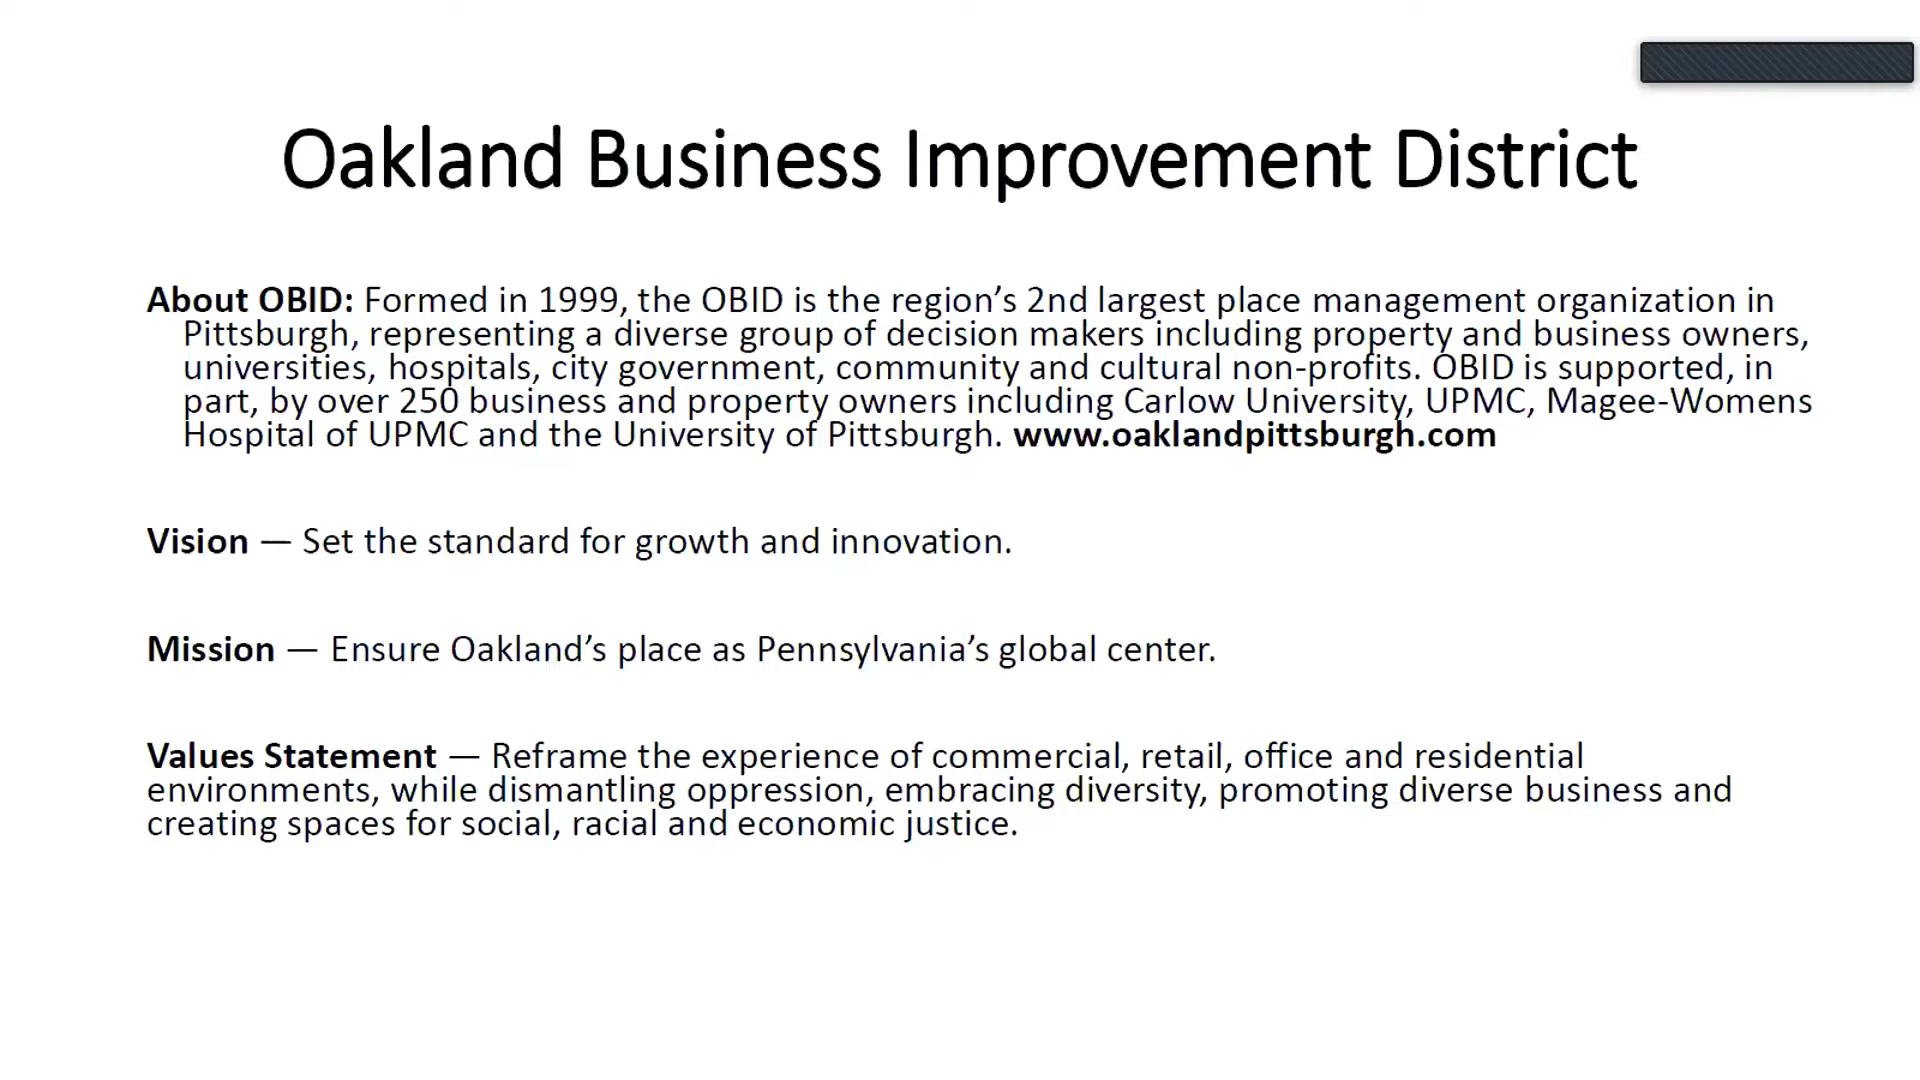 Oakland Business Improvement District
About OBID: Formed in 1999, the OBID is the region’s 2nd largest place management organization in
Pittsburgh, representing a diverse group of decision makers including property and business owners,
universities, hospitals, city government, community and cultural non-profits. OBID is supported, in
part, by over 250 business and property owners including Carlow University, UPMC, Magee-Womens
Hospital of UPMC and the University of Pittsburgh. www.oaklandpittsburgh.com
Vision — Set the standard for growth and innovation.
Mission — Ensure Oakland’s place as Pennsylvania’s global center.
Values Statement — Reframe the experience of commercial, retail, office and residential
environments, while dismantling oppression, embracing diversity, promoting diverse business and
creating spaces for social, racial and economic justice.